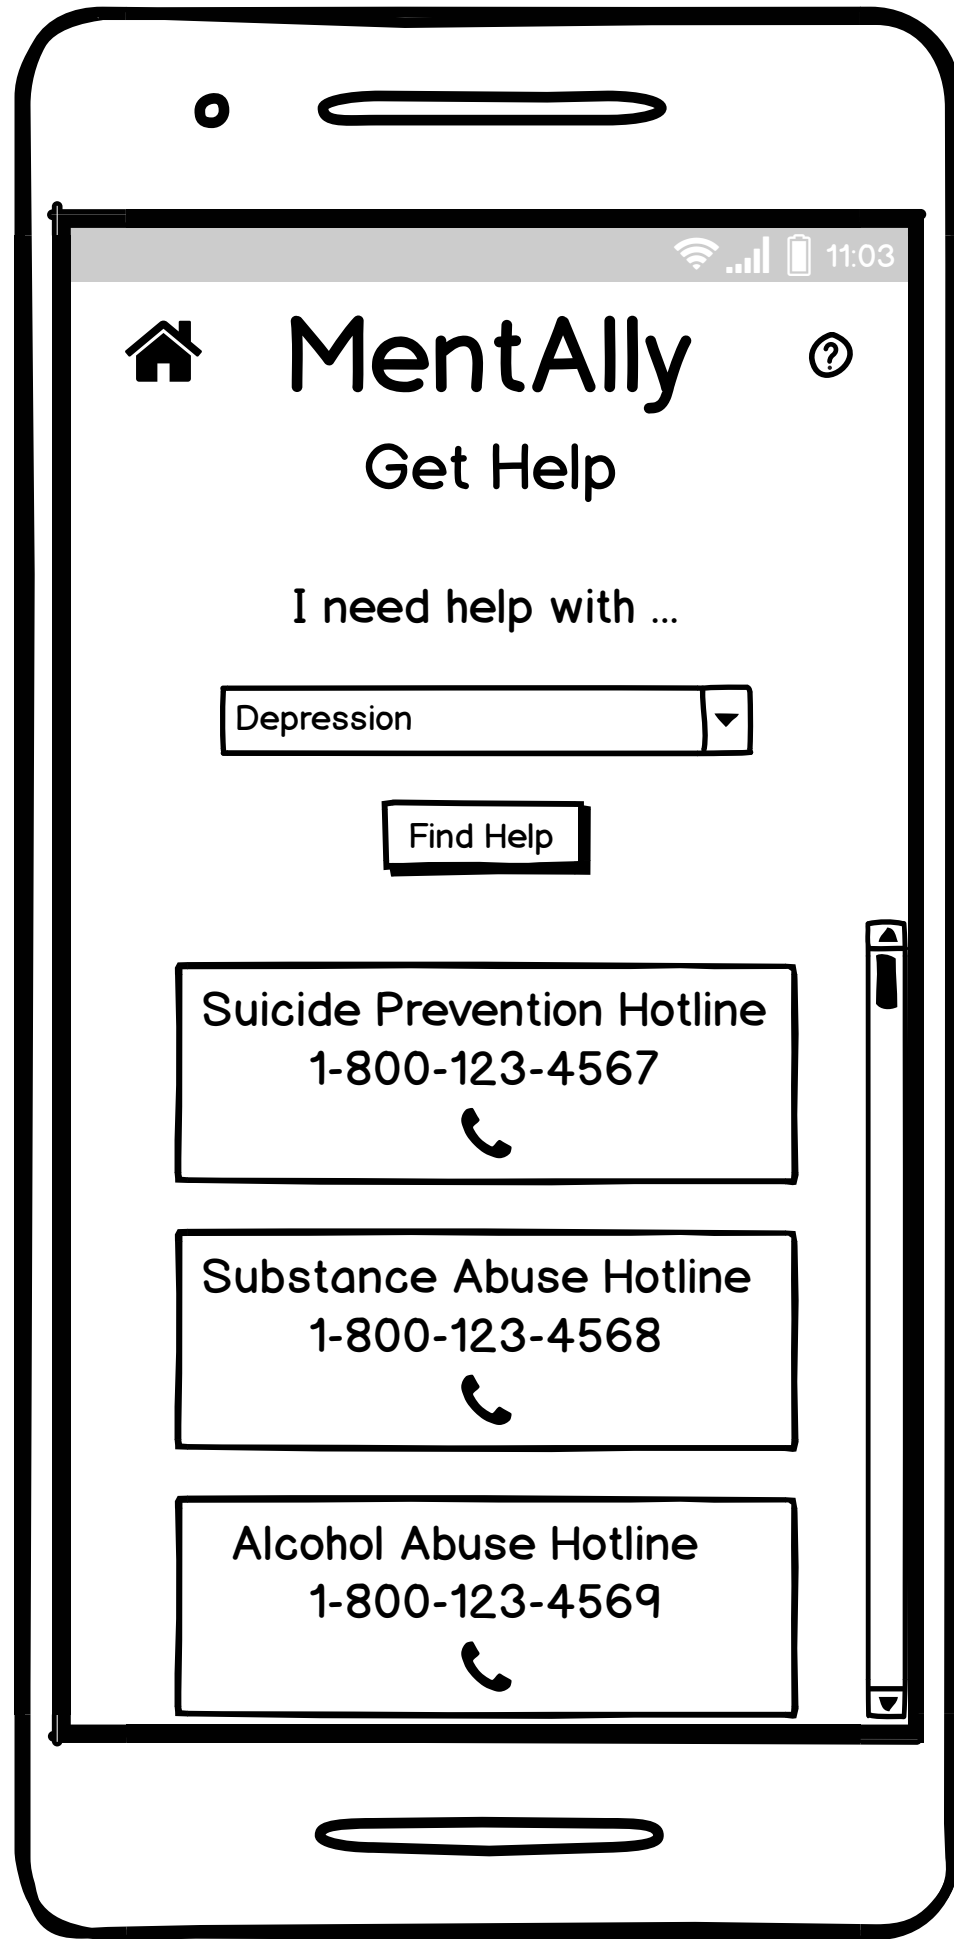 11:03
MentAlly
Get Help
I need help with ...
Depression
Find Help
Suicide Prevention Hotline
1-800-123-4567
Substance Abuse Hotline
1-800-123-4568
Alcohol Abuse Hotline
1-800-123-4569